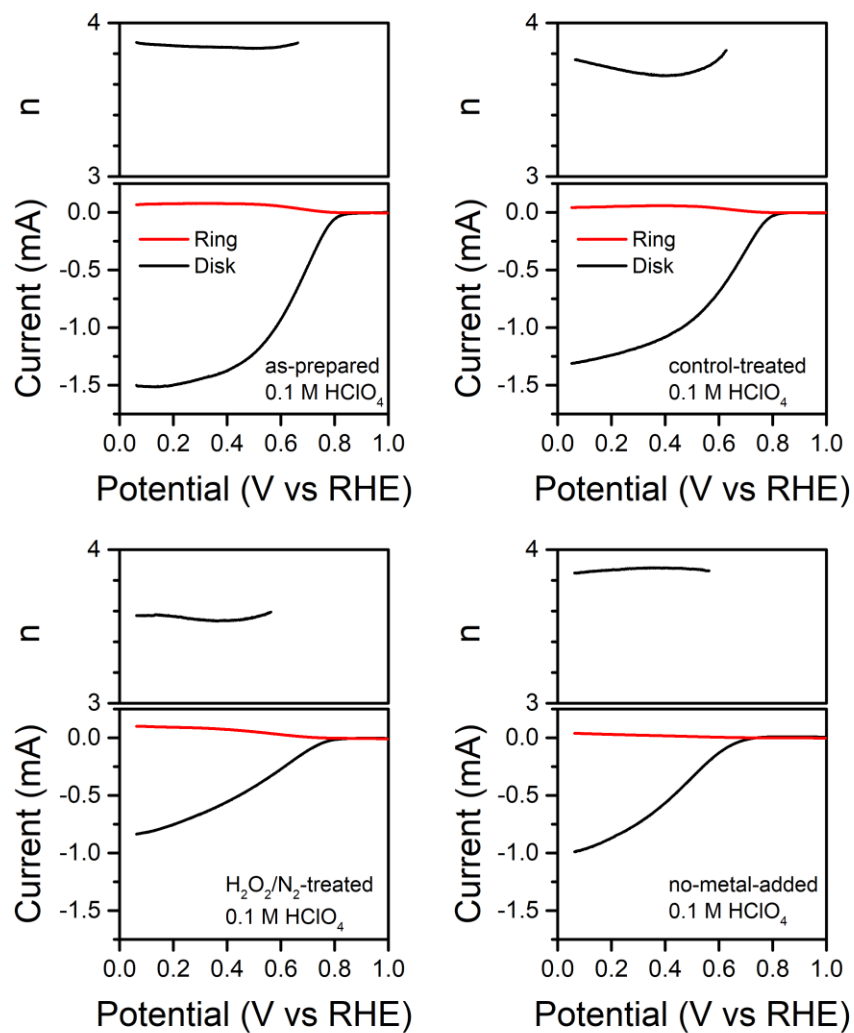 4
n
3
0.0
-0.5
-1.0
-1.5
Current (mA)
Ring
Disk
as-prepared
0.1 M HClO₄
0.0 0.2 0.4 0.6 0.8 1.0
Potential (V vs RHE)
4
n
3
0.0
-0.5
-1.0
-1.5
Current (mA)
Ring
Disk
control-treated
0.1 M HClO₄
0.0 0.2 0.4 0.6 0.8 1.0
Potential (V vs RHE)
4
n
3
0.0
-0.5
-1.0
-1.5
Current (mA)
H₂O₂/N₂-treated
0.1 M HClO₄
0.0 0.2 0.4 0.6 0.8 1.0
Potential (V vs RHE)
4
n
3
0.0
-0.5
-1.0
-1.5
Current (mA)
no-metal-added
0.1 M HClO₄
0.0 0.2 0.4 0.6 0.8 1.0
Potential (V vs RHE)